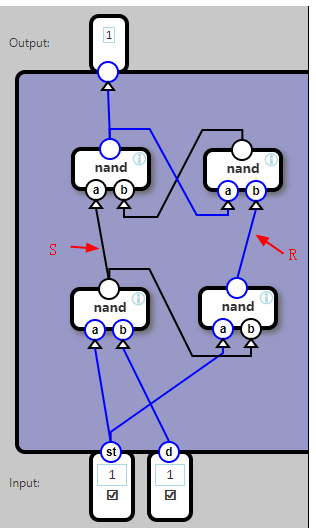 Output:
1
nand
a b
nand
a b
S
R
nand
a b
nand
a b
st d
Input:
1 1